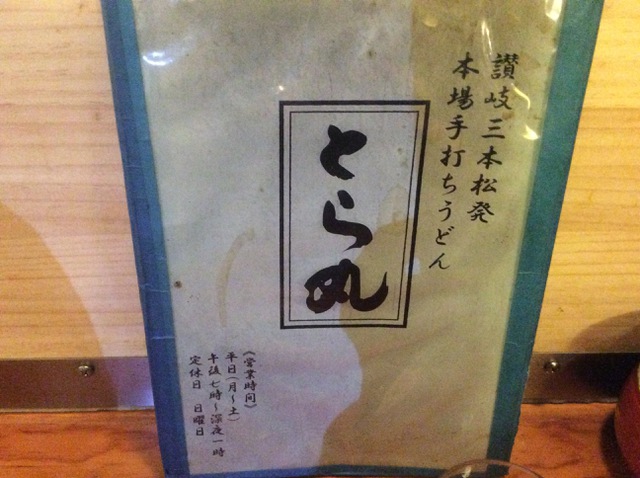 讃岐三本松発
本場手打ちうどん
とら丸
《営業時間》
平日(月〜土)
午後七時〜深夜一時
定休日 日曜日